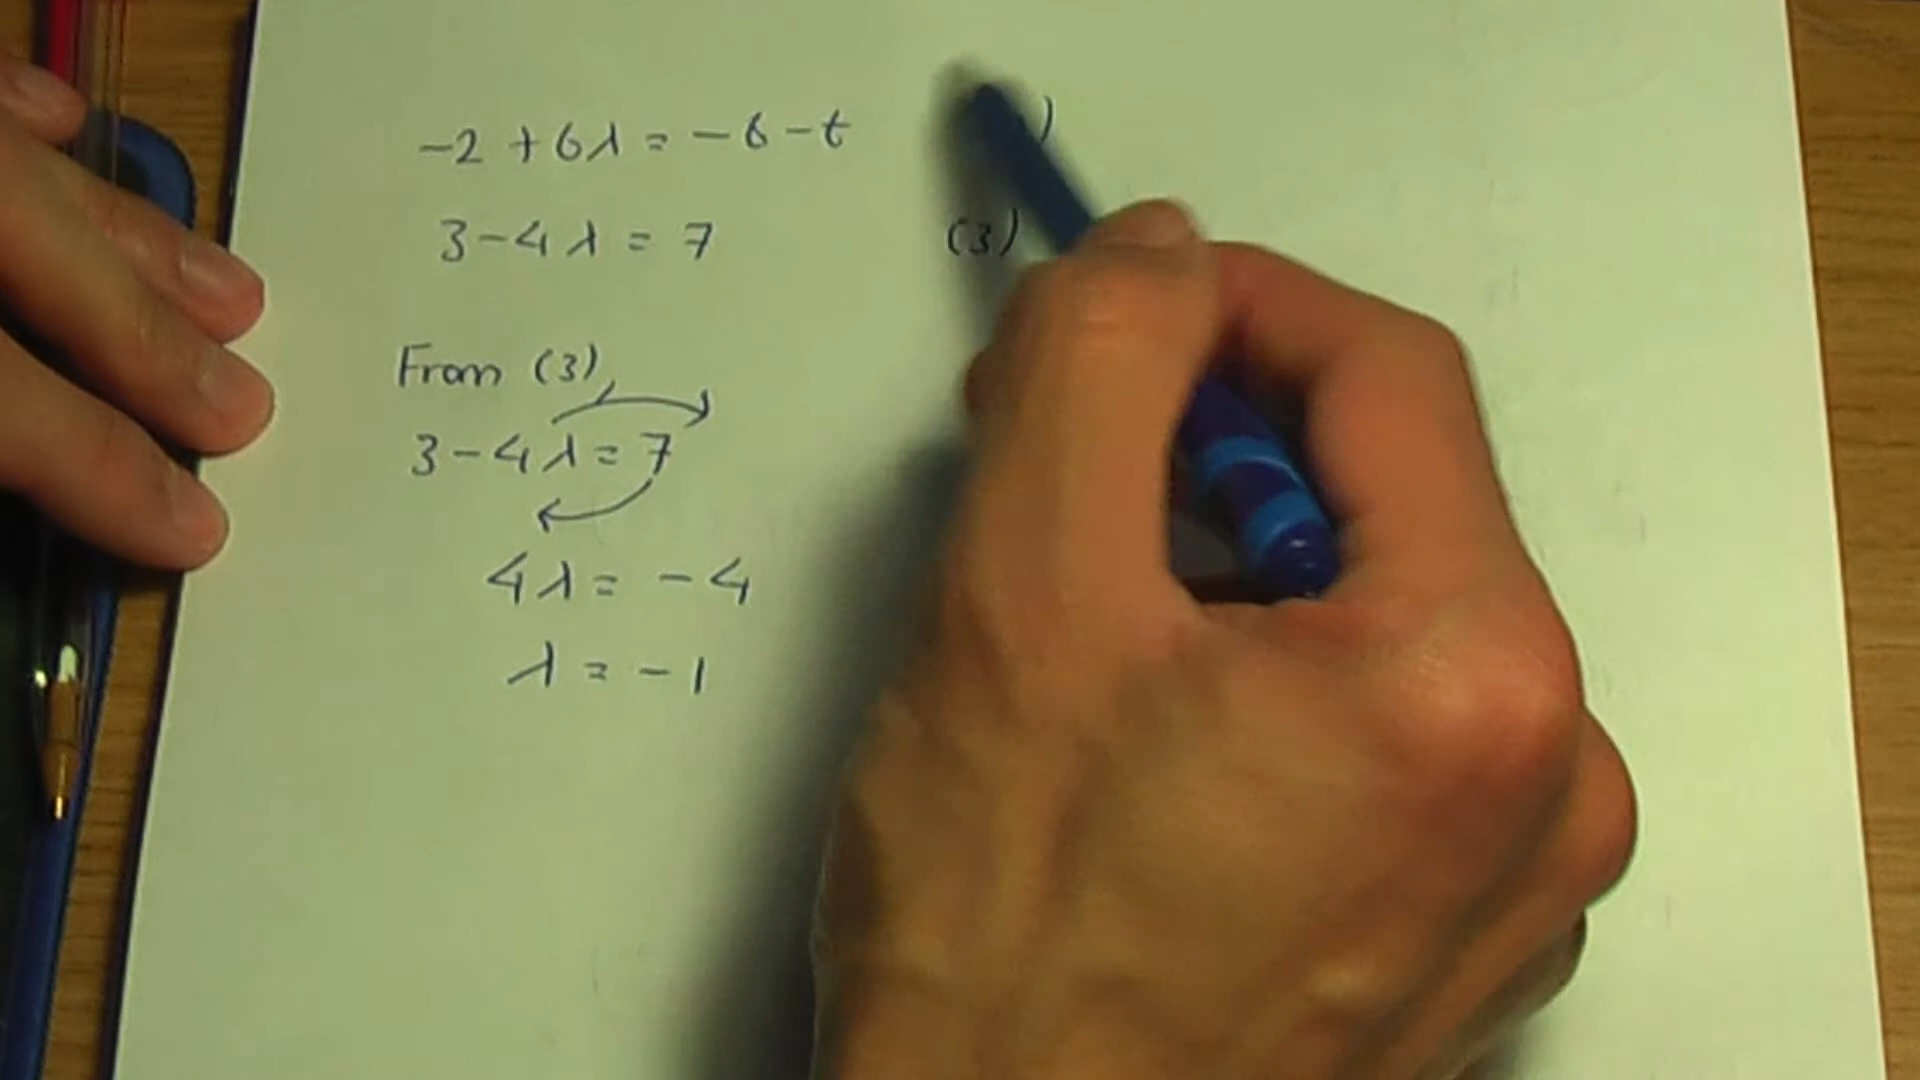 -2 + 6λ = -6 - t )
3 - 4λ = 7 (3)
From (3),
3 - 4λ = 7
4λ = -4
λ = -1